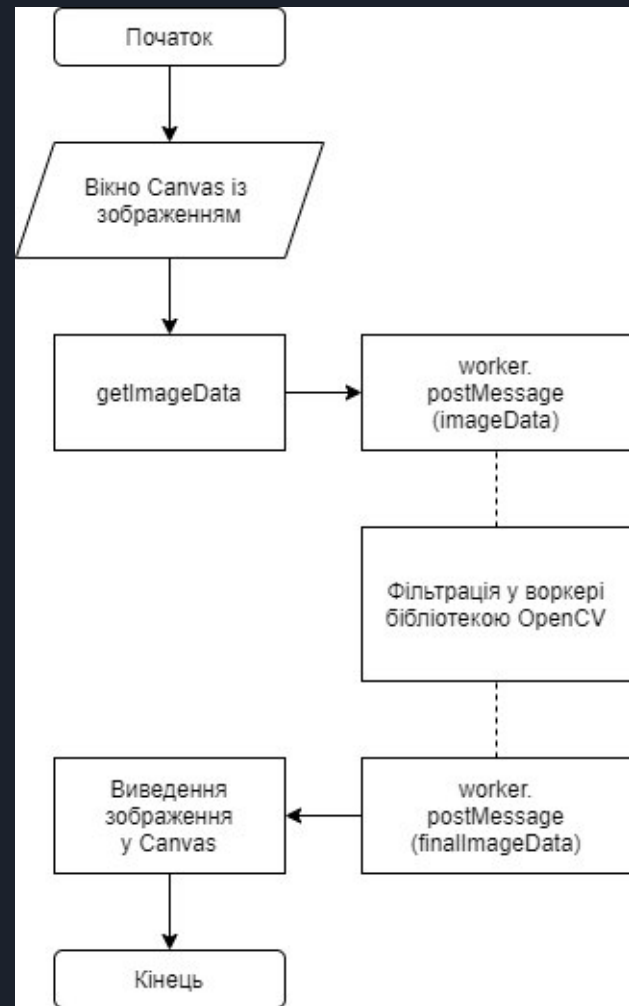 Початок
Вікно Canvas із
зображенням
getImageData
worker.
postMessage
(imageData)
Фільтрація у воркері
бібліотекою OpenCV
worker.
postMessage
(finalImageData)
Виведення
зображення
у Canvas
Кінець